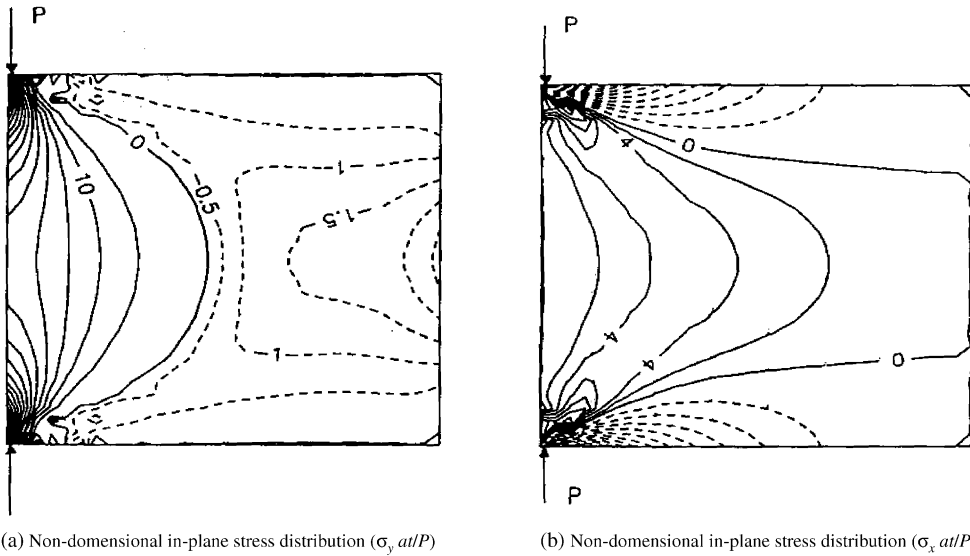 P
P
0
10
-0.5
1
1.5
1
0
4
4
4
0
P
(a) Non-domensional in-plane stress distribution (σy at/P)
(b) Non-domensional in-plane stress distribution (σx at/P